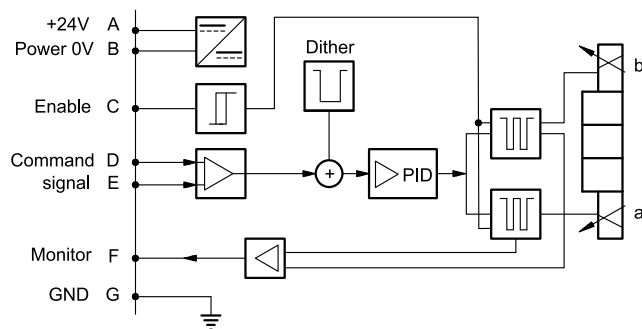 +24V A
Power 0V B
Dither
b
Enable C
Command D
signal E
+
PID
a
Monitor F
GND G